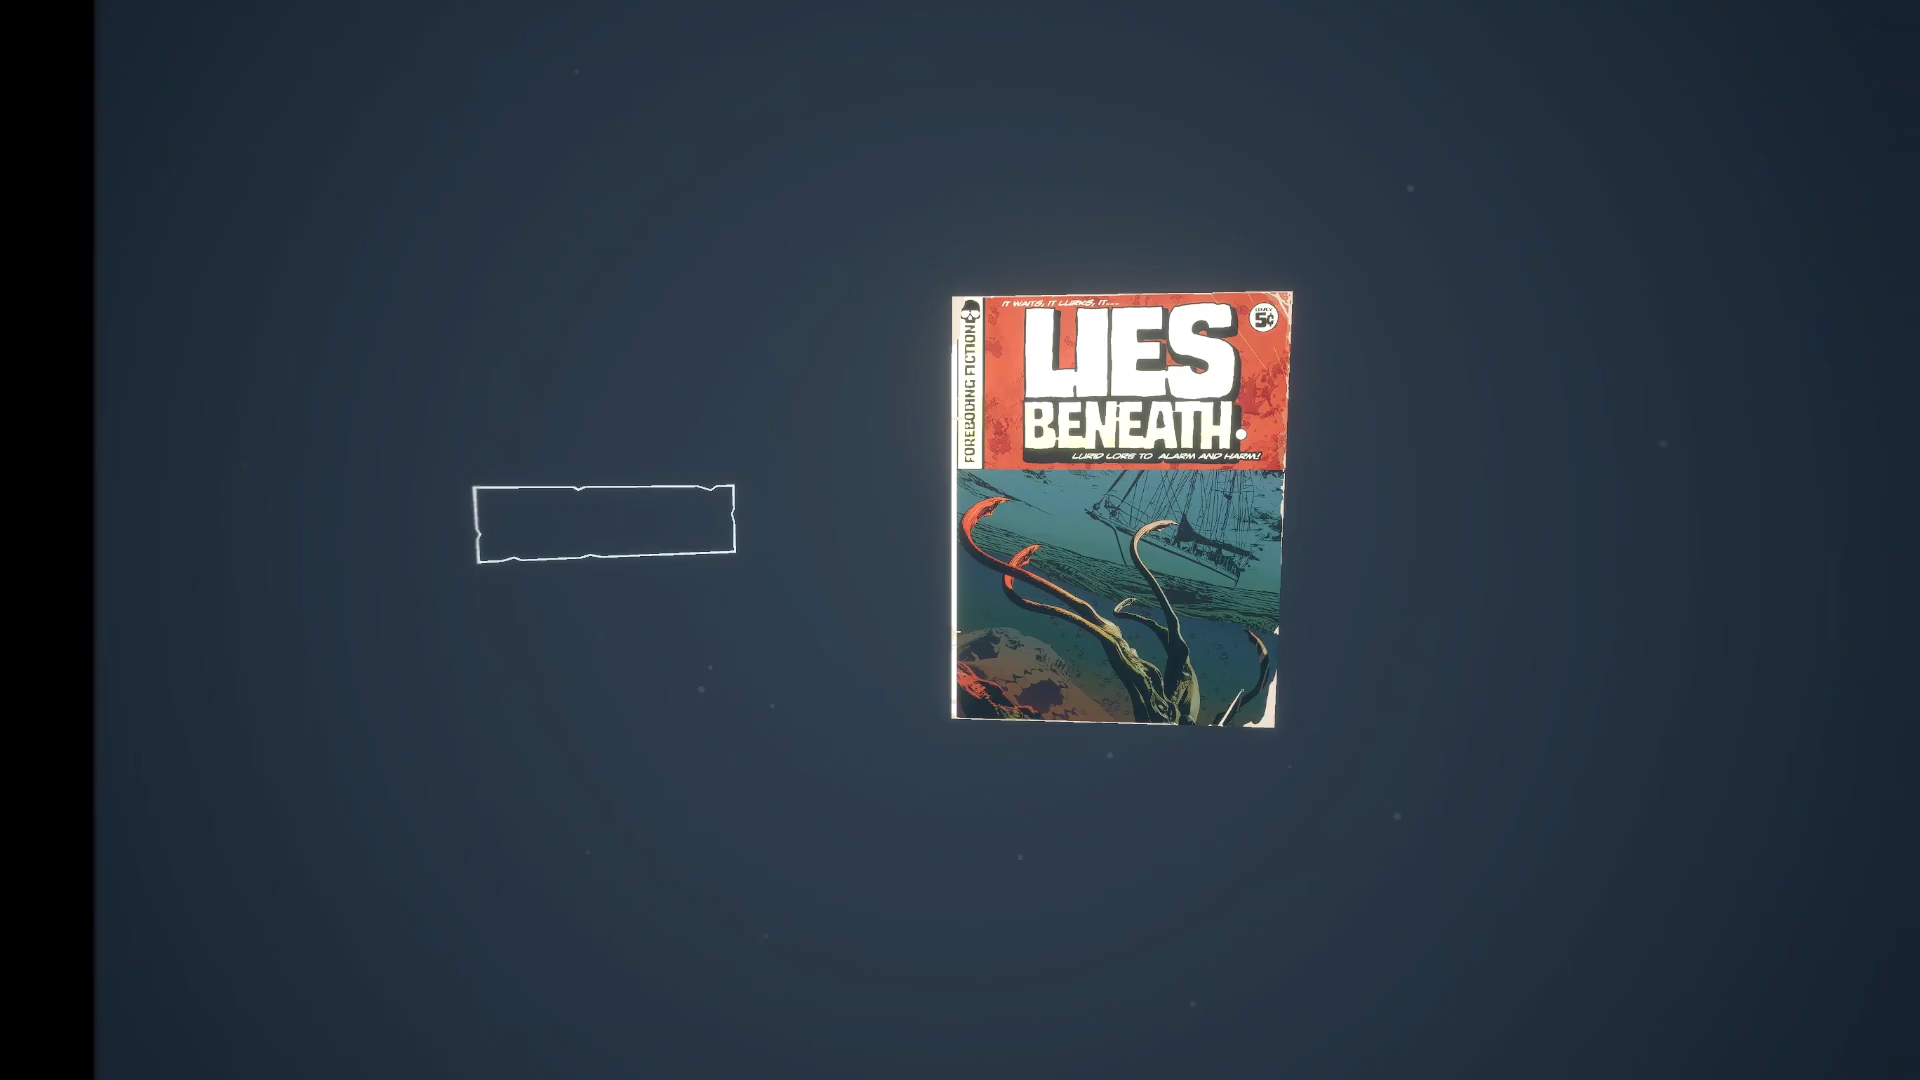 IT WAITS, IT LURKS, IT...
LIES
BENEATH.
ONLY
5¢
FOREBODING FICTION
LURID LORE TO ALARM AND HARM!